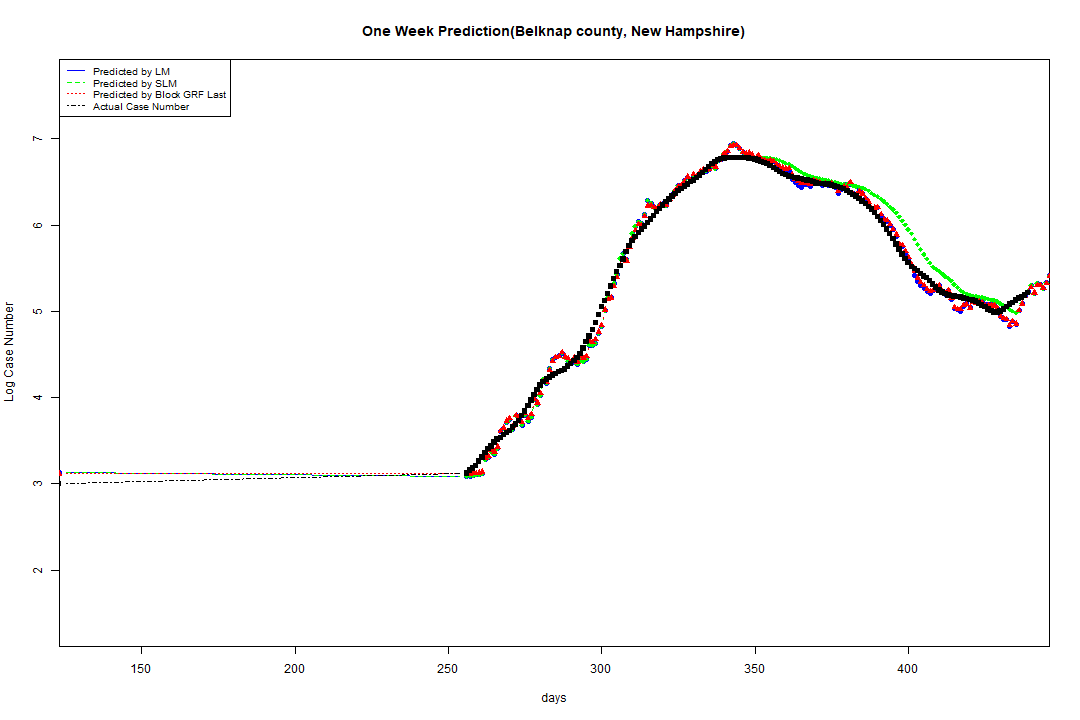 One Week Prediction(Belknap county, New Hampshire)
Predicted by LM
Predicted by SLM
Predicted by Block GRF Last
Actual Case Number
7
6
5
4
3
2
Log Case Number
150 200 250 300 350 400
days